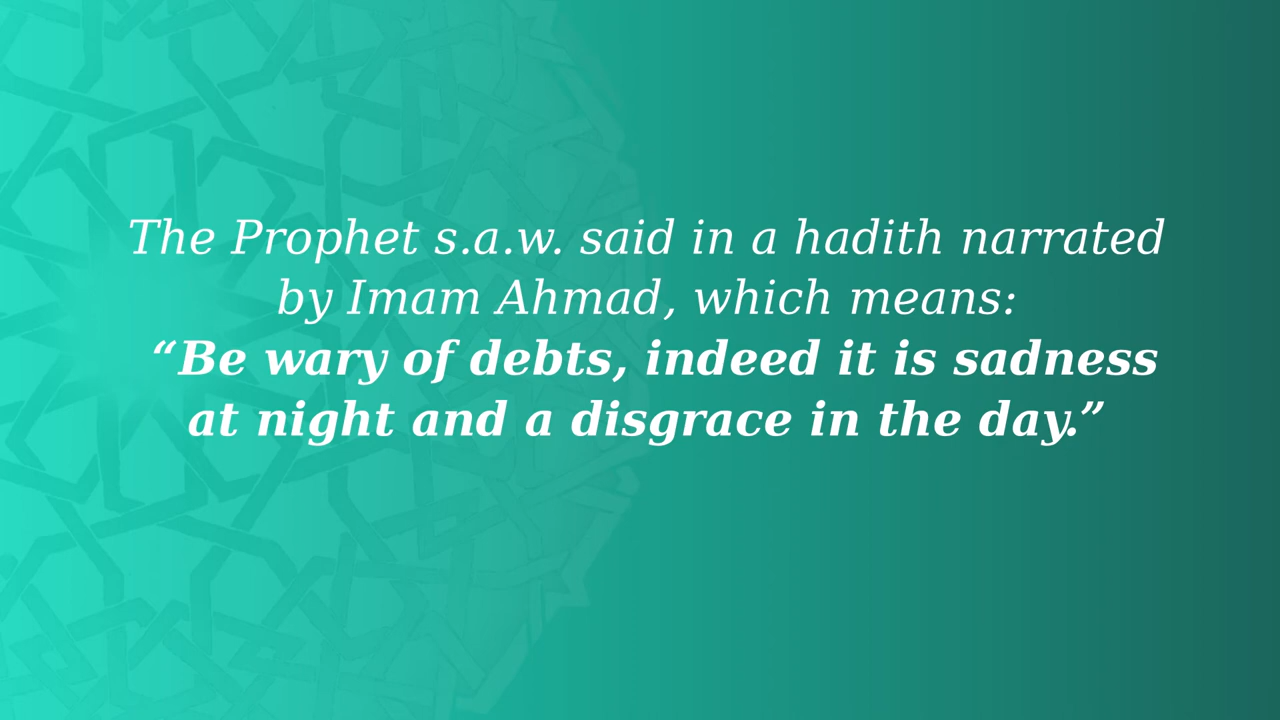 The Prophet s.a.w. said in a hadith narrated
by Imam Ahmad, which means:
“Be wary of debts, indeed it is sadness
at night and a disgrace in the day.”